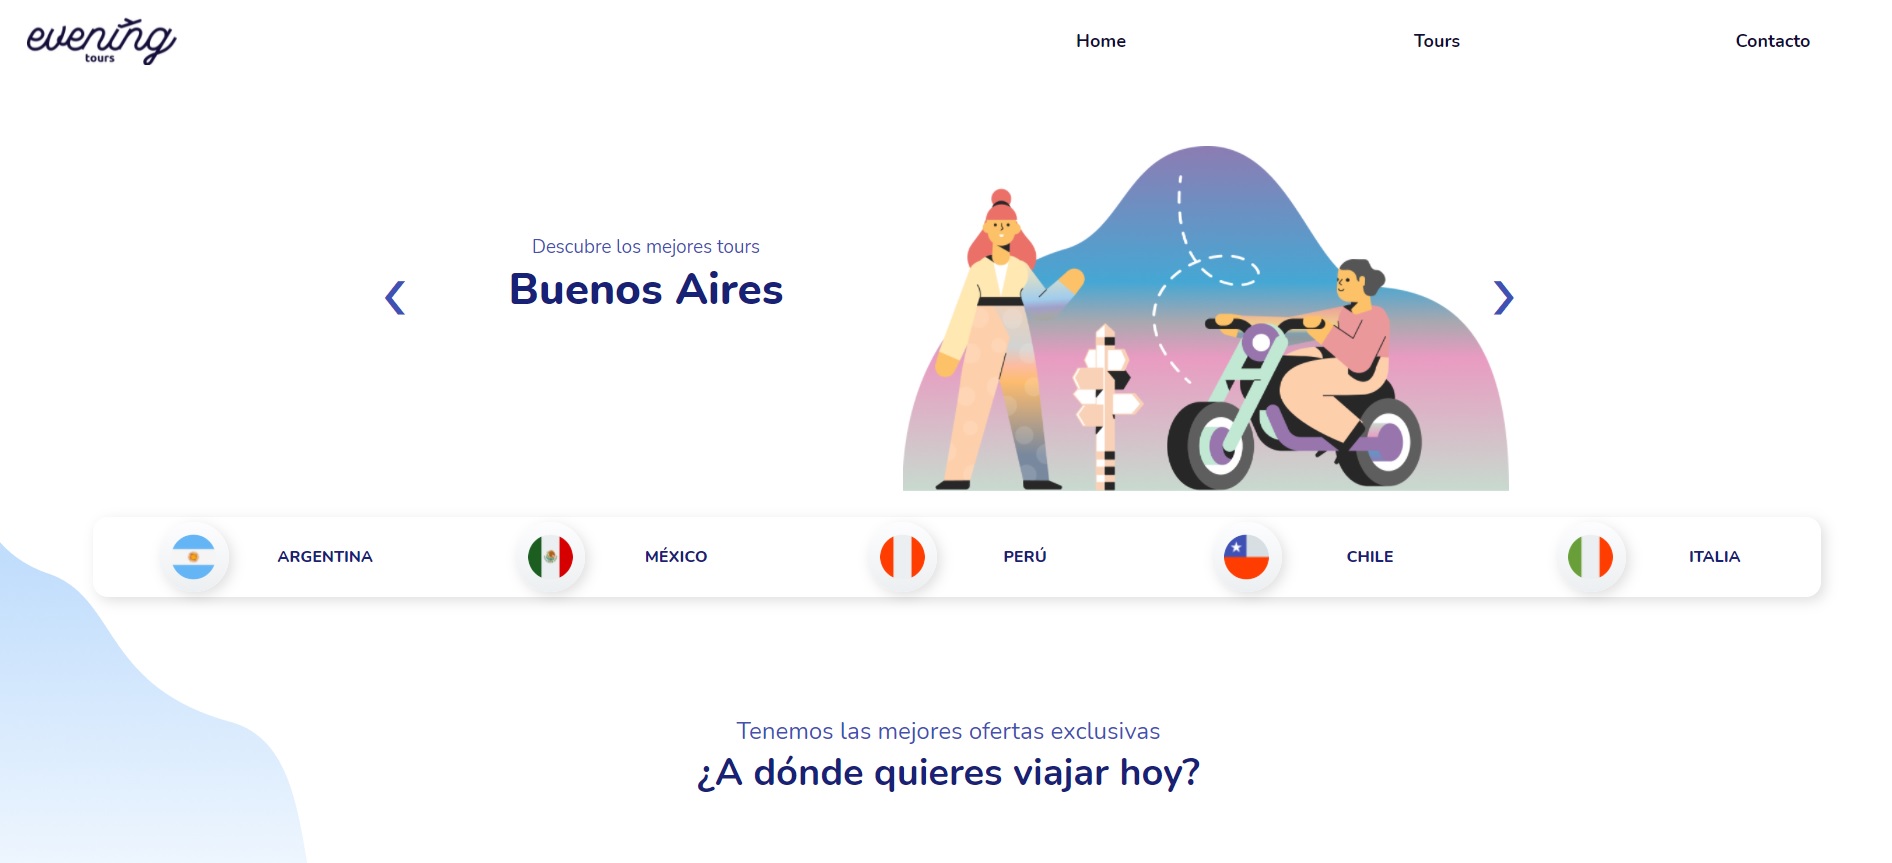 evening
tours
Home
Tours
Contacto
Descubre los mejores tours
Buenos Aires
ARGENTINA
MÉXICO
PERÚ
CHILE
ITALIA
Tenemos las mejores ofertas exclusivas
¿A dónde quieres viajar hoy?